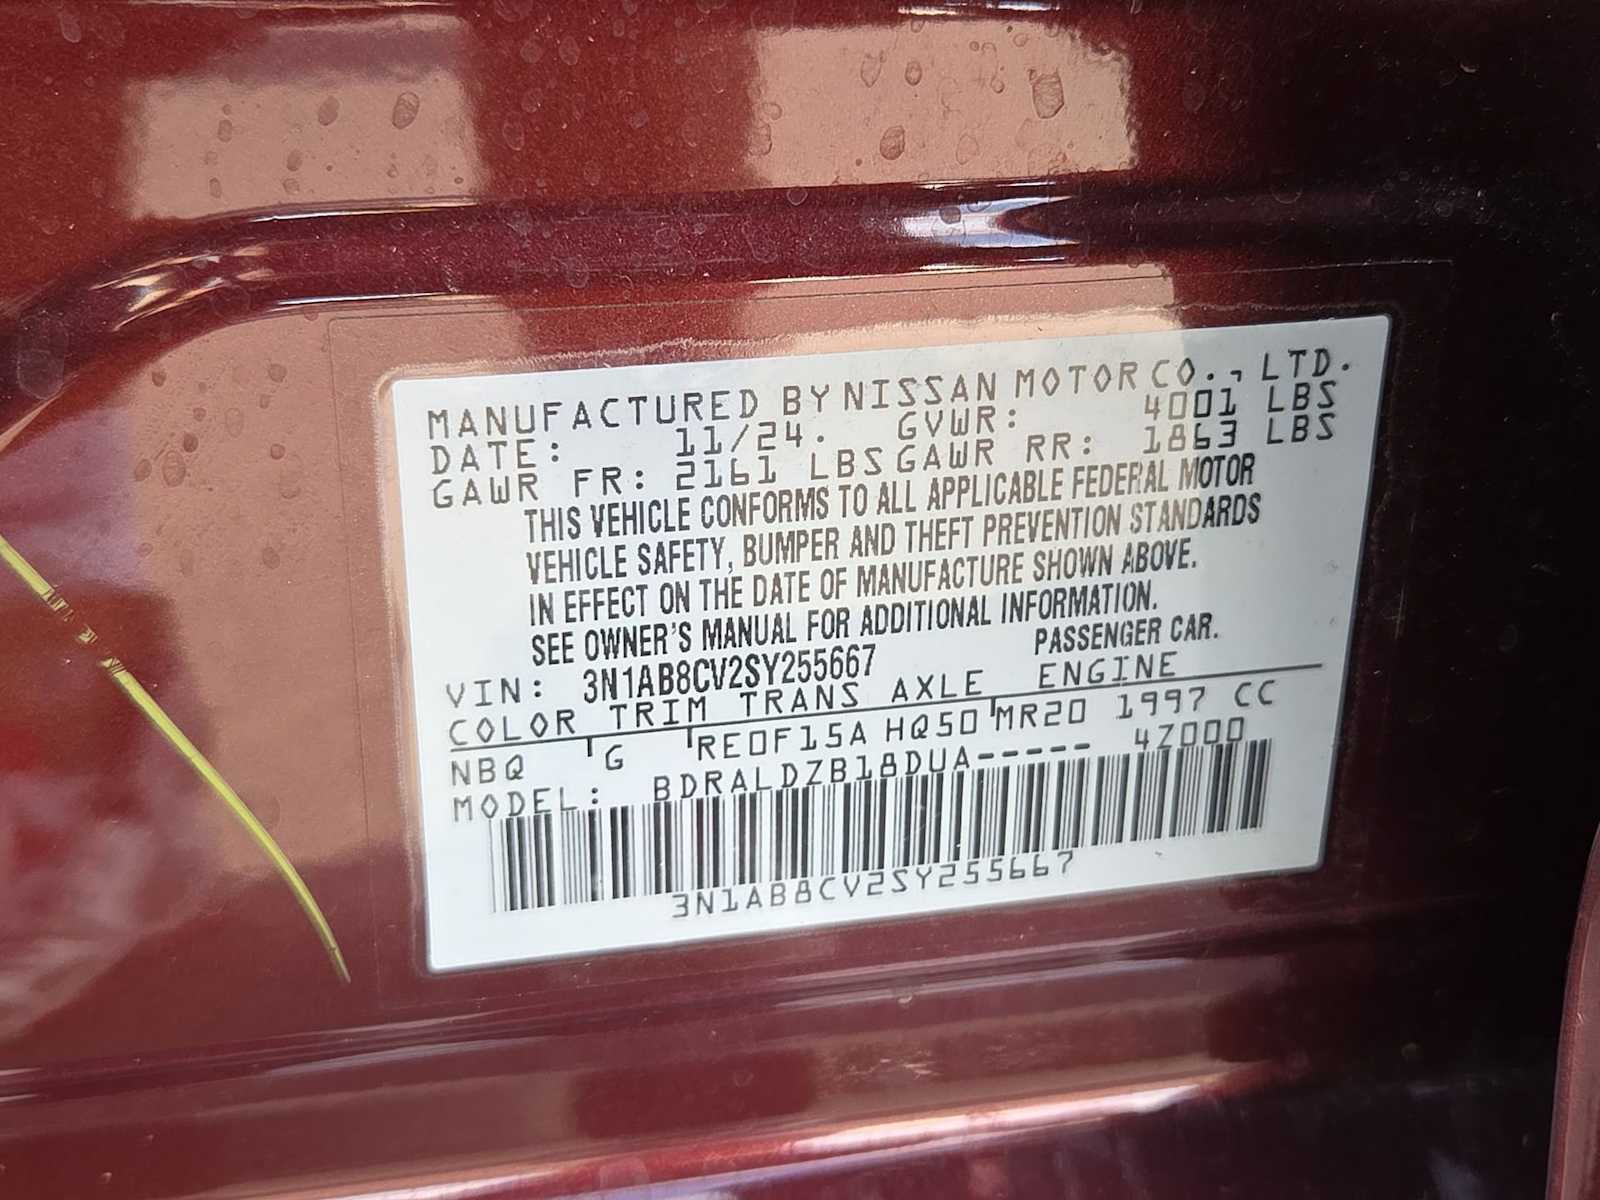 MANUFACTURED BY NISSAN MOTOR CO., LTD.
DATE: 11/24. GVWR: 4001 LBS
GAWR FR: 2161 LBS GAWR RR: 1863 LBS
THIS VEHICLE CONFORMS TO ALL APPLICABLE FEDERAL MOTOR
VEHICLE SAFETY, BUMPER AND THEFT PREVENTION STANDARDS
IN EFFECT ON THE DATE OF MANUFACTURE SHOWN ABOVE.
SEE OWNER'S MANUAL FOR ADDITIONAL INFORMATION.
VIN: 3N1AB8CV2SY255667 PASSENGER CAR.
COLOR TRIM TRANS AXLE ENGINE
NBQ G RE0F15A HQ50 MR20 1997 CC
MODEL: BDRALDZB18DUA----- 4Z000
3N1AB8CV2SY255667